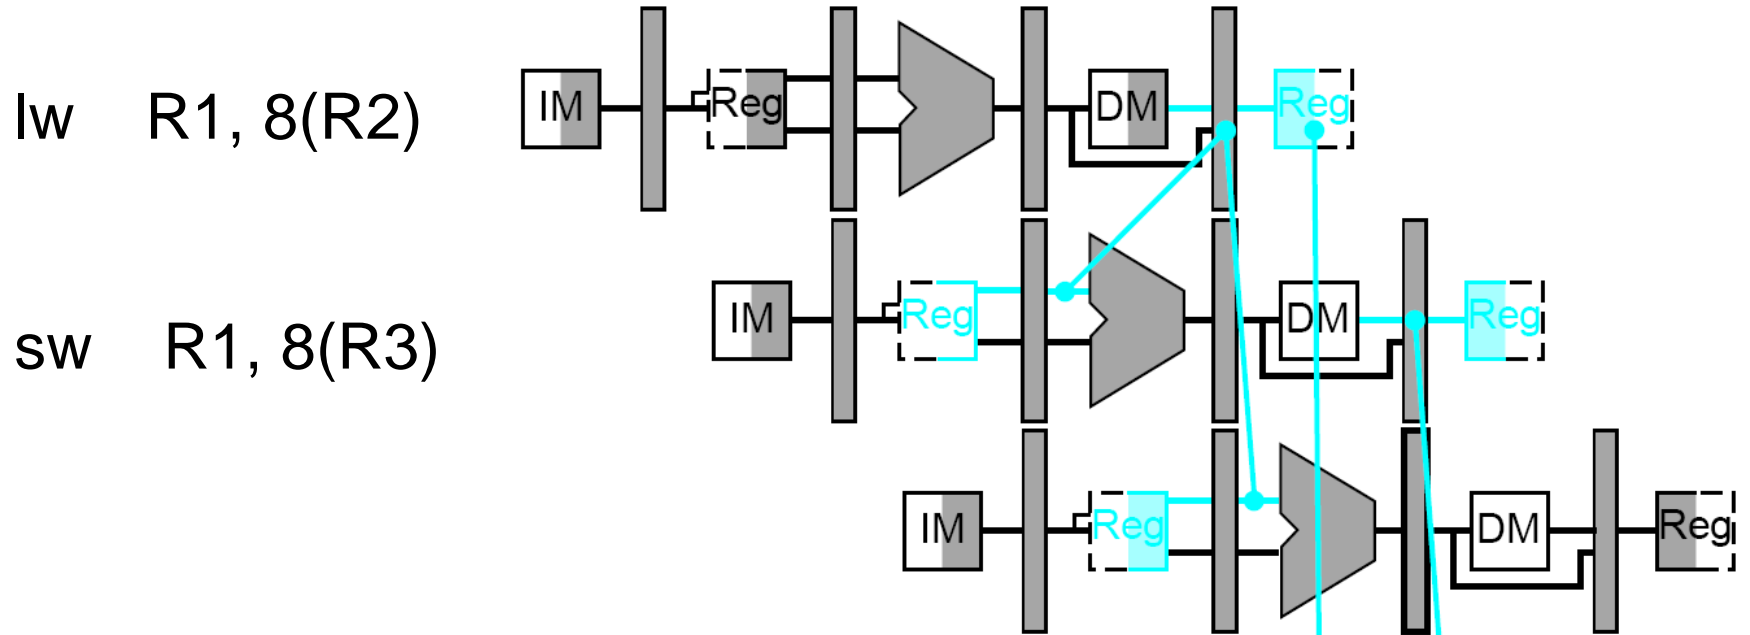 lw R1, 8(R2) IM Reg DM Reg
sw R1, 8(R3) IM Reg DM Reg
IM Reg DM Reg